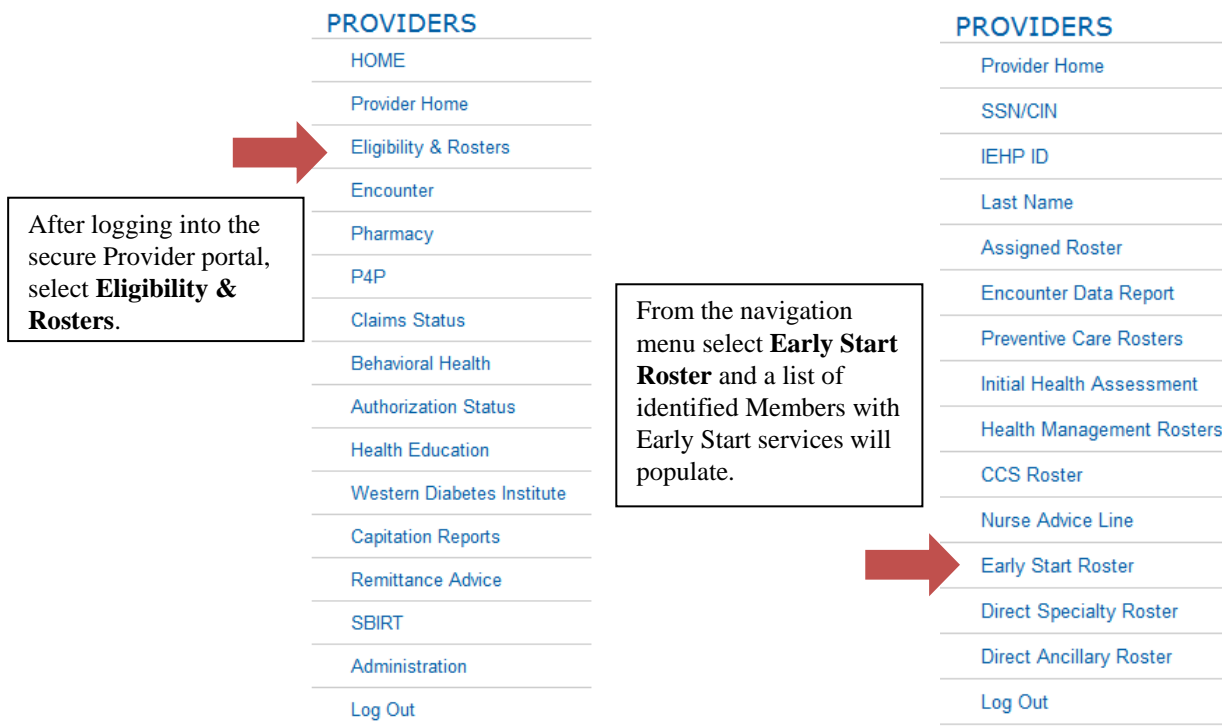 PROVIDERS
HOME
Provider Home
Eligibility & Rosters
Encounter
Pharmacy
P4P
Claims Status
Behavioral Health
Authorization Status
Health Education
Western Diabetes Institute
Capitation Reports
Remittance Advice
SBIRT
Administration
Log Out
After logging into the
secure Provider portal,
select Eligibility &
Rosters.
From the navigation
menu select Early Start
Roster and a list of
identified Members with
Early Start services will
populate.
PROVIDERS
Provider Home
SSN/CIN
IEHP ID
Last Name
Assigned Roster
Encounter Data Report
Preventive Care Rosters
Initial Health Assessment
Health Management Rosters
CCS Roster
Nurse Advice Line
Early Start Roster
Direct Specialty Roster
Direct Ancillary Roster
Log Out